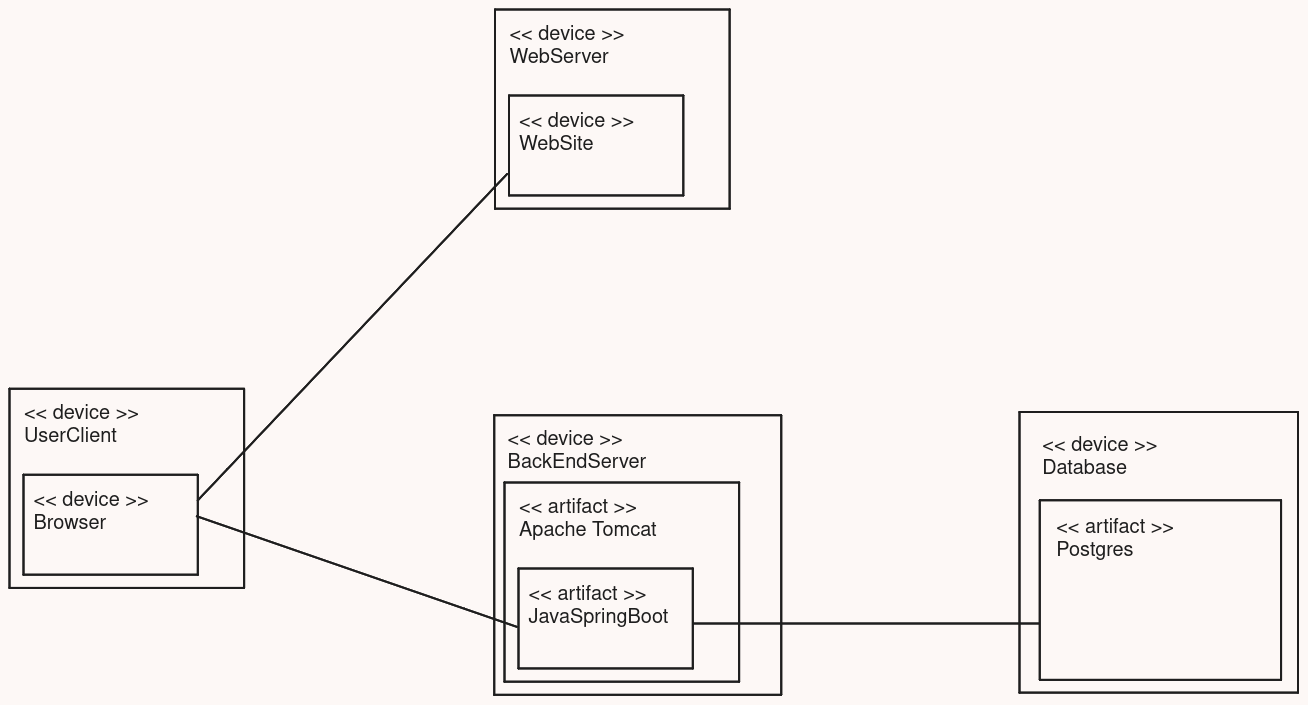 << device >>
WebServer
<< device >>
WebSite
<< device >>
UserClient
<< device >>
Browser
<< device >>
BackEndServer
<< artifact >>
Apache Tomcat
<< artifact >>
JavaSpringBoot
<< device >>
Database
<< artifact >>
Postgres